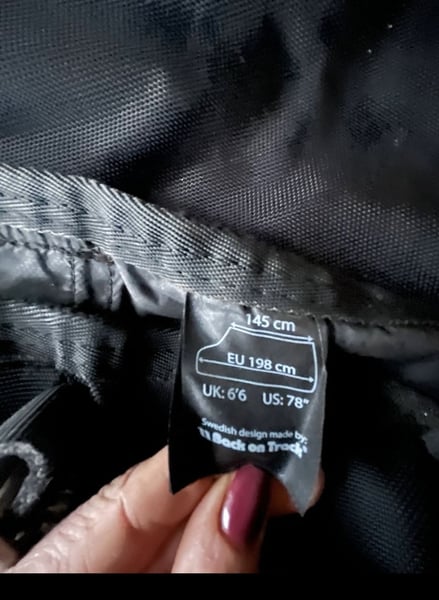 145 cm
EU 198 cm
UK: 6'6 US: 78"
Swedish design made by:
Back on Track®